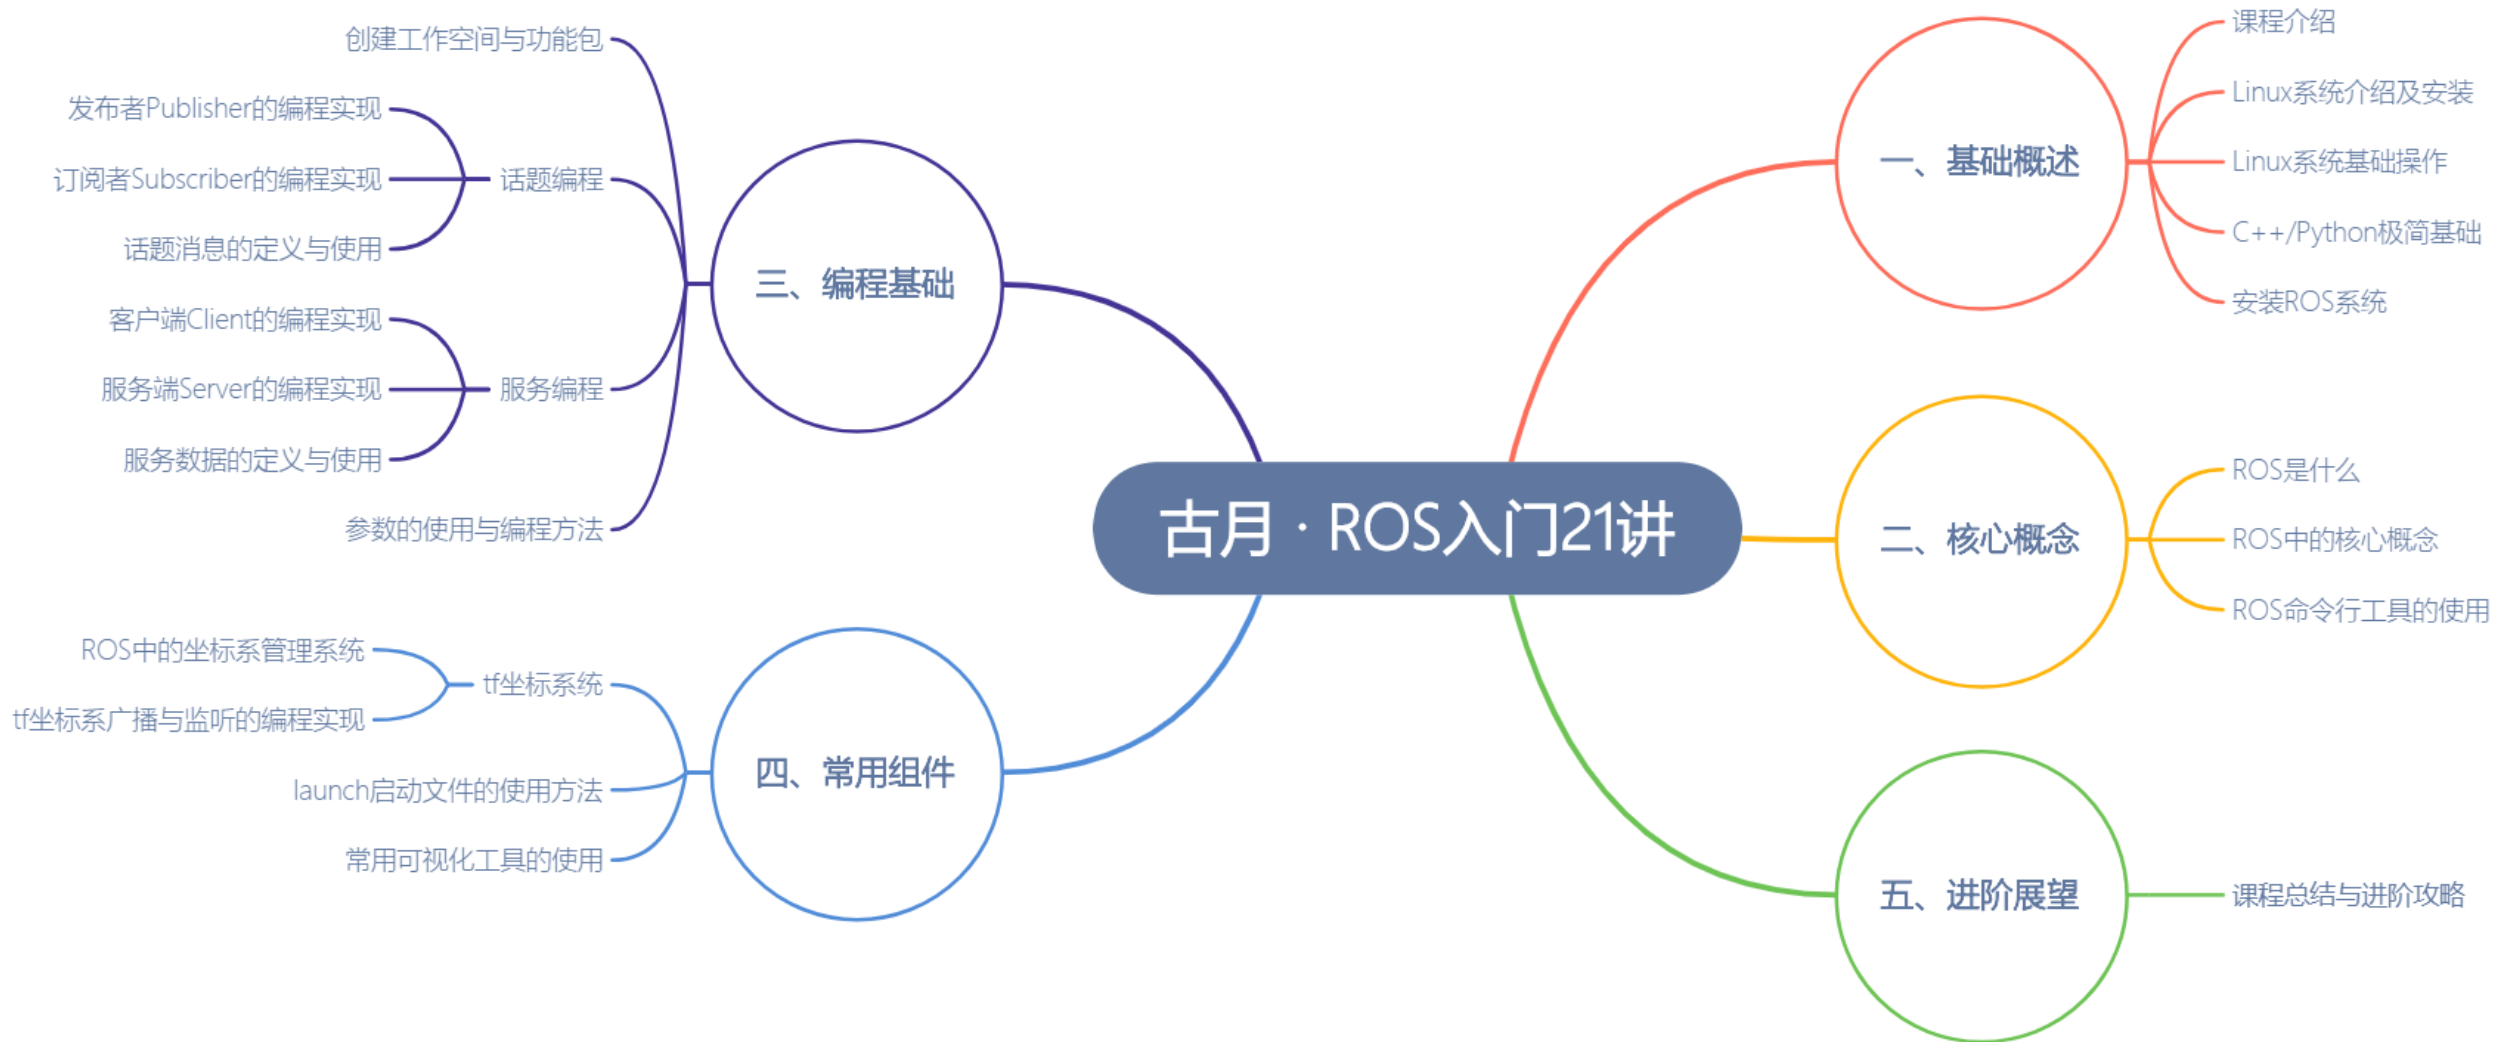 古月 · ROS入门21讲
一、基础概述
课程介绍
Linux系统介绍及安装
Linux系统基础操作
C++/Python极简基础
安装ROS系统
二、核心概念
ROS是什么
ROS中的核心概念
ROS命令行工具的使用
三、编程基础
创建工作空间与功能包
话题编程
发布者Publisher的编程实现
订阅者Subscriber的编程实现
话题消息的定义与使用
服务编程
客户端Client的编程实现
服务端Server的编程实现
服务数据的定义与使用
参数的使用与编程方法
四、常用组件
tf坐标系统
ROS中的坐标系管理系统
tf坐标系广播与监听的编程实现
launch启动文件的使用方法
常用可视化工具的使用
五、进阶展望
课程总结与进阶攻略